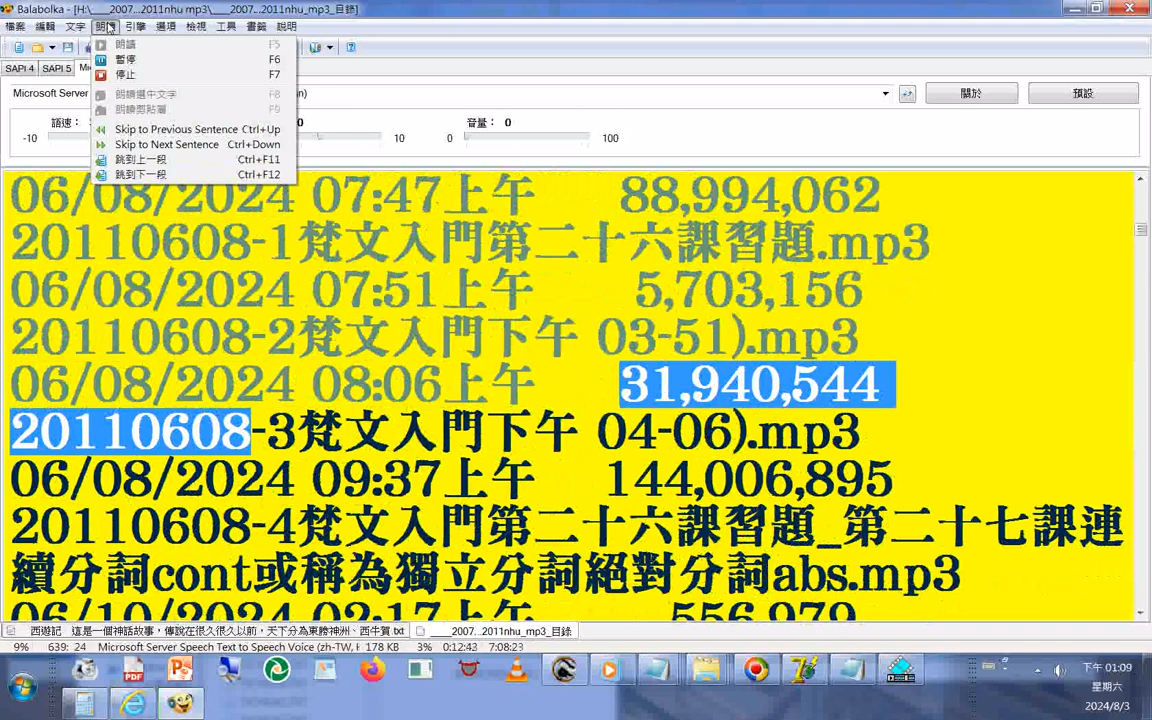 Balabolka - [H:\___2007...2011nhu mp3\___2007...2011nhu_mp3_目錄]
檔案 編輯 文字 朗讀 引擎 選項 檢視 工具 書籤 說明
朗讀 F5
暫停 F6
停止 F7
朗讀選中文字 F8
朗讀剪貼簿 F9
Skip to Previous Sentence Ctrl+Up
Skip to Next Sentence Ctrl+Down
跳到上一段 Ctrl+F11
跳到下一段 Ctrl+F12
SAPI 4 SAPI 5
Microsoft Server
關於 預設
語速:
0
音量: 0
-10
10 0 100
06/08/2024 07:47上午 88,994,062
20110608-1梵文入門第二十六課習題.mp3
06/08/2024 07:51上午 5,703,156
20110608-2梵文入門下午 03-51).mp3
06/08/2024 08:06上午 31,940,544
20110608-3梵文入門下午 04-06).mp3
06/08/2024 09:37上午 144,006,895
20110608-4梵文入門第二十六課習題_第二十七課連
續分詞cont或稱為獨立分詞絕對分詞abs.mp3
06/10/2024 02:17上午 556,979
西遊記 這是一個神話故事，傳說在很久很久以前，天下分為東勝神洲、西牛賀.txt ___2007...2011nhu_mp3_目錄
9% 639: 24 Microsoft Server Speech Text to Speech Voice (zh-TW, 178 KB 3% 0:12:43 7:08:23
下午 01:09
星期六
2024/8/3